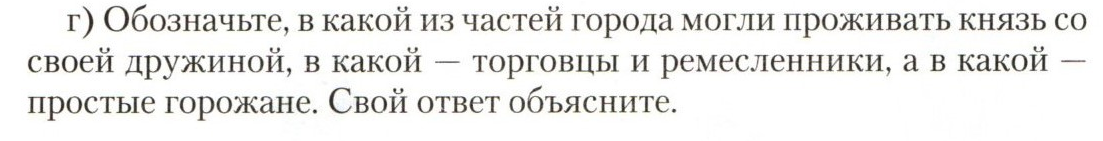 г) Обозначьте, в какой из частей города могли проживать князь со
своей дружиной, в какой — торговцы и ремесленники, а в какой —
простые горожане. Свой ответ объясните.